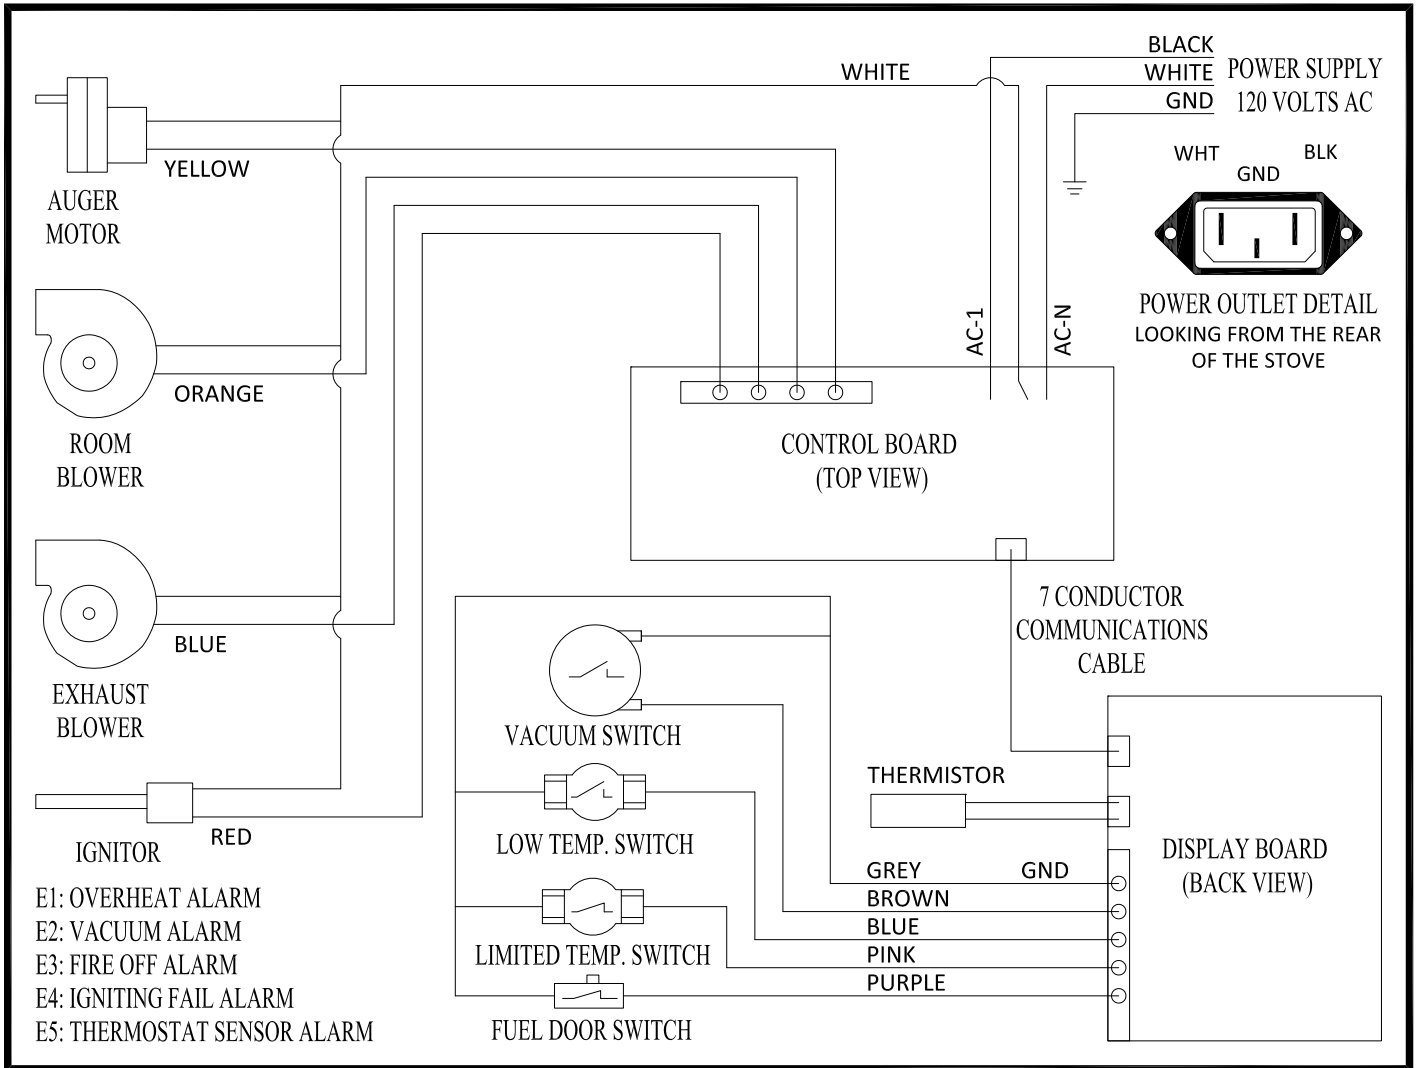 BLACK
WHITE
WHITE
GND
POWER SUPPLY
120 VOLTS AC
WHT
BLK
GND
YELLOW
AUGER
MOTOR
POWER OUTLET DETAIL
LOOKING FROM THE REAR
OF THE STOVE
AC-1
AC-N
ORANGE
ROOM
BLOWER
CONTROL BOARD
(TOP VIEW)
7 CONDUCTOR
COMMUNICATIONS
CABLE
BLUE
EXHAUST
BLOWER
VACUUM SWITCH
THERMISTOR
RED
IGNITOR
LOW TEMP. SWITCH
DISPLAY BOARD
(BACK VIEW)
GREY
GND
BROWN
BLUE
PINK
PURPLE
LIMITED TEMP. SWITCH
FUEL DOOR SWITCH
E1: OVERHEAT ALARM
E2: VACUUM ALARM
E3: FIRE OFF ALARM
E4: IGNITING FAIL ALARM
E5: THERMOSTAT SENSOR ALARM